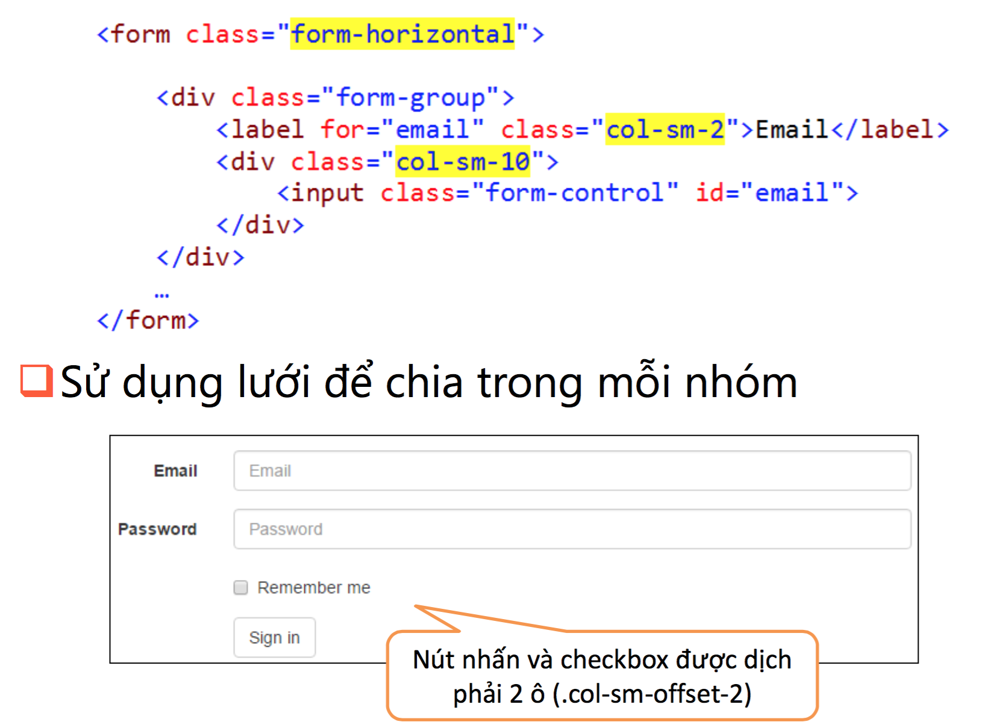 <form class="form-horizontal">
<div class="form-group">
<label for="email" class="col-sm-2">Email</label>
<div class="col-sm-10">
<input class="form-control" id="email">
</div>
</div>
…
</form>
Sử dụng lưới để chia trong mỗi nhóm
Email Email
Password Password
Remember me
Sign in
Nút nhấn và checkbox được dịch
phải 2 ô (.col-sm-offset-2)